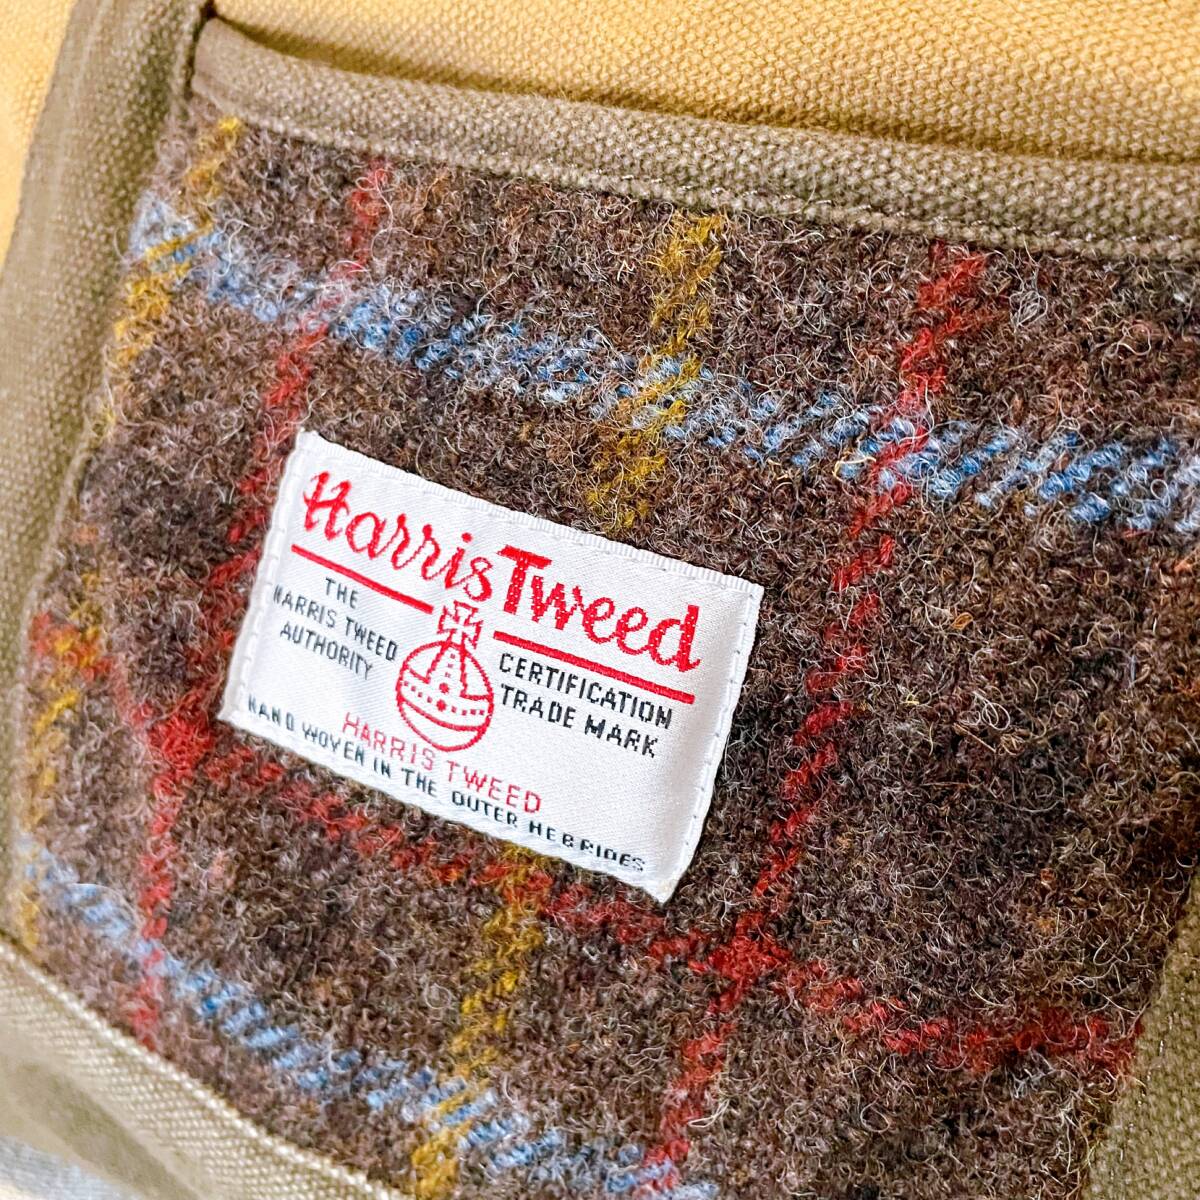 Harris Tweed
THE
HARRIS TWEED
AUTHORITY
CERTIFICATION
TRADE MARK
HARRIS TWEED
HAND WOVEN IN THE OUTER HEBRIDES